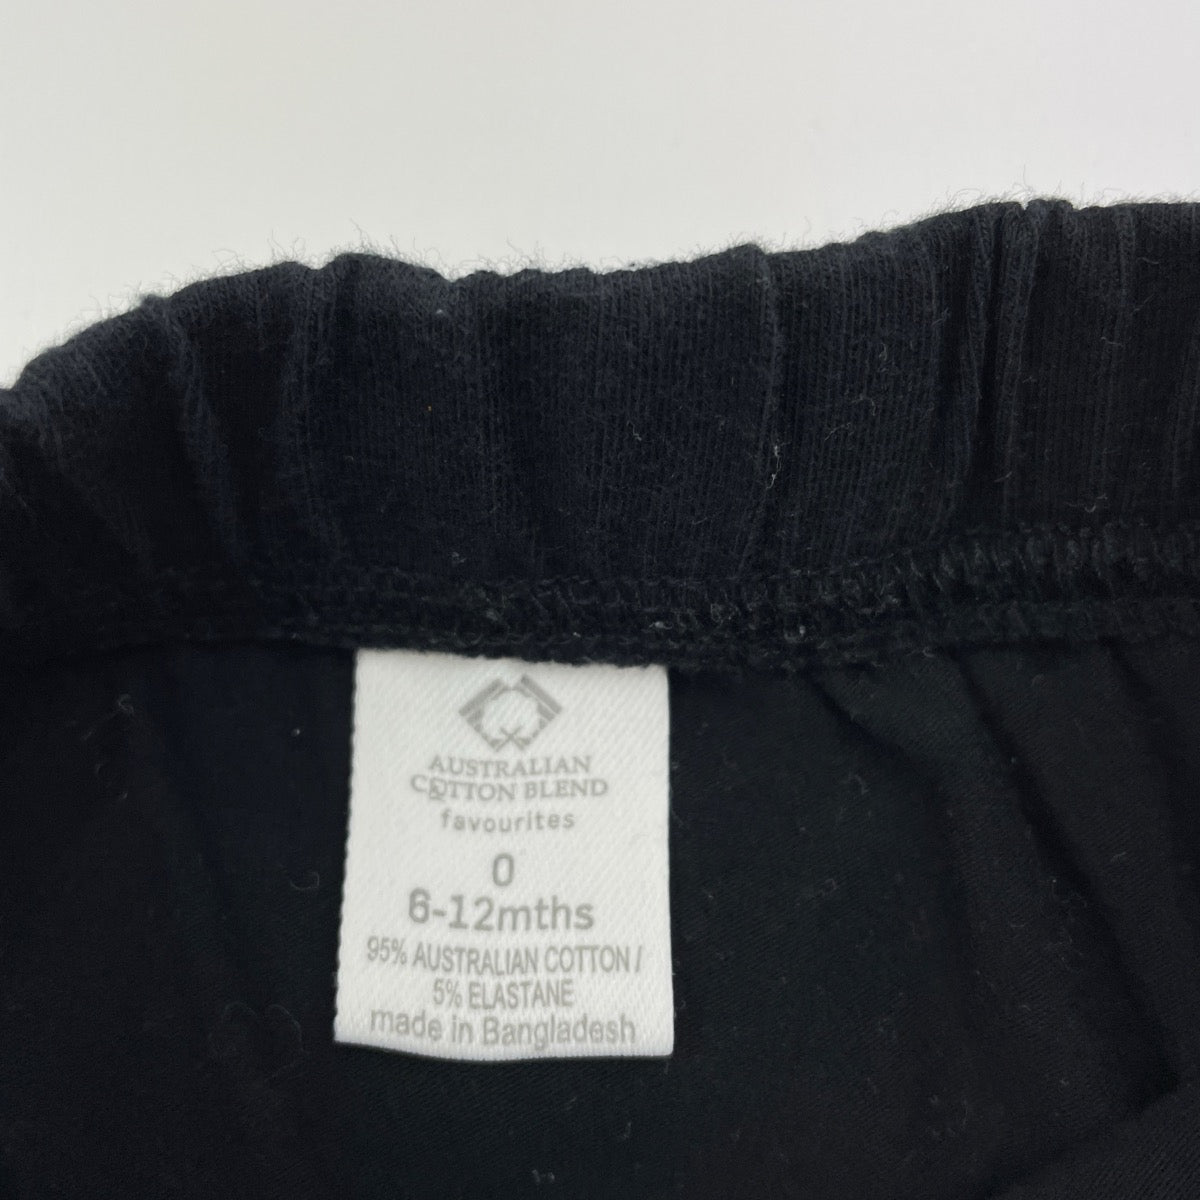 AUSTRALIAN
COTTON BLEND
favourites
0
6-12mths
95% AUSTRALIAN COTTON/
5% ELASTANE
made in Bangladesh